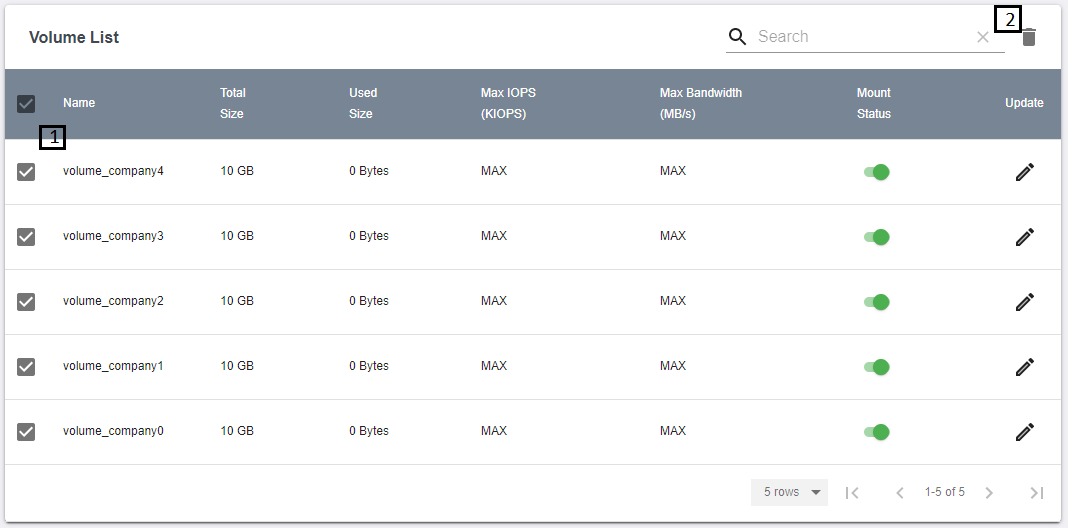 Volume List
Search
2
Name
Total Size
Used Size
Max IOPS (KIOPS)
Max Bandwidth (MB/s)
Mount Status
Update
1
volume_company4 10 GB 0 Bytes MAX MAX
volume_company3 10 GB 0 Bytes MAX MAX
volume_company2 10 GB 0 Bytes MAX MAX
volume_company1 10 GB 0 Bytes MAX MAX
volume_company0 10 GB 0 Bytes MAX MAX
5 rows 1-5 of 5